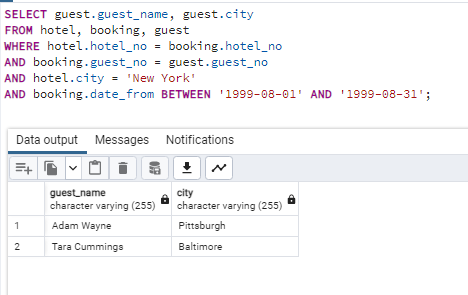 SELECT guest.guest_name, guest.city
FROM hotel, booking, guest
WHERE hotel.hotel_no = booking.hotel_no
AND booking.guest_no = guest.guest_no
AND hotel.city = 'New York'
AND booking.date_from BETWEEN '1999-08-01' AND '1999-08-31';
Data output Messages Notifications
guest_name city
character varying (255) character varying (255)
1 Adam Wayne Pittsburgh
2 Tara Cummings Baltimore